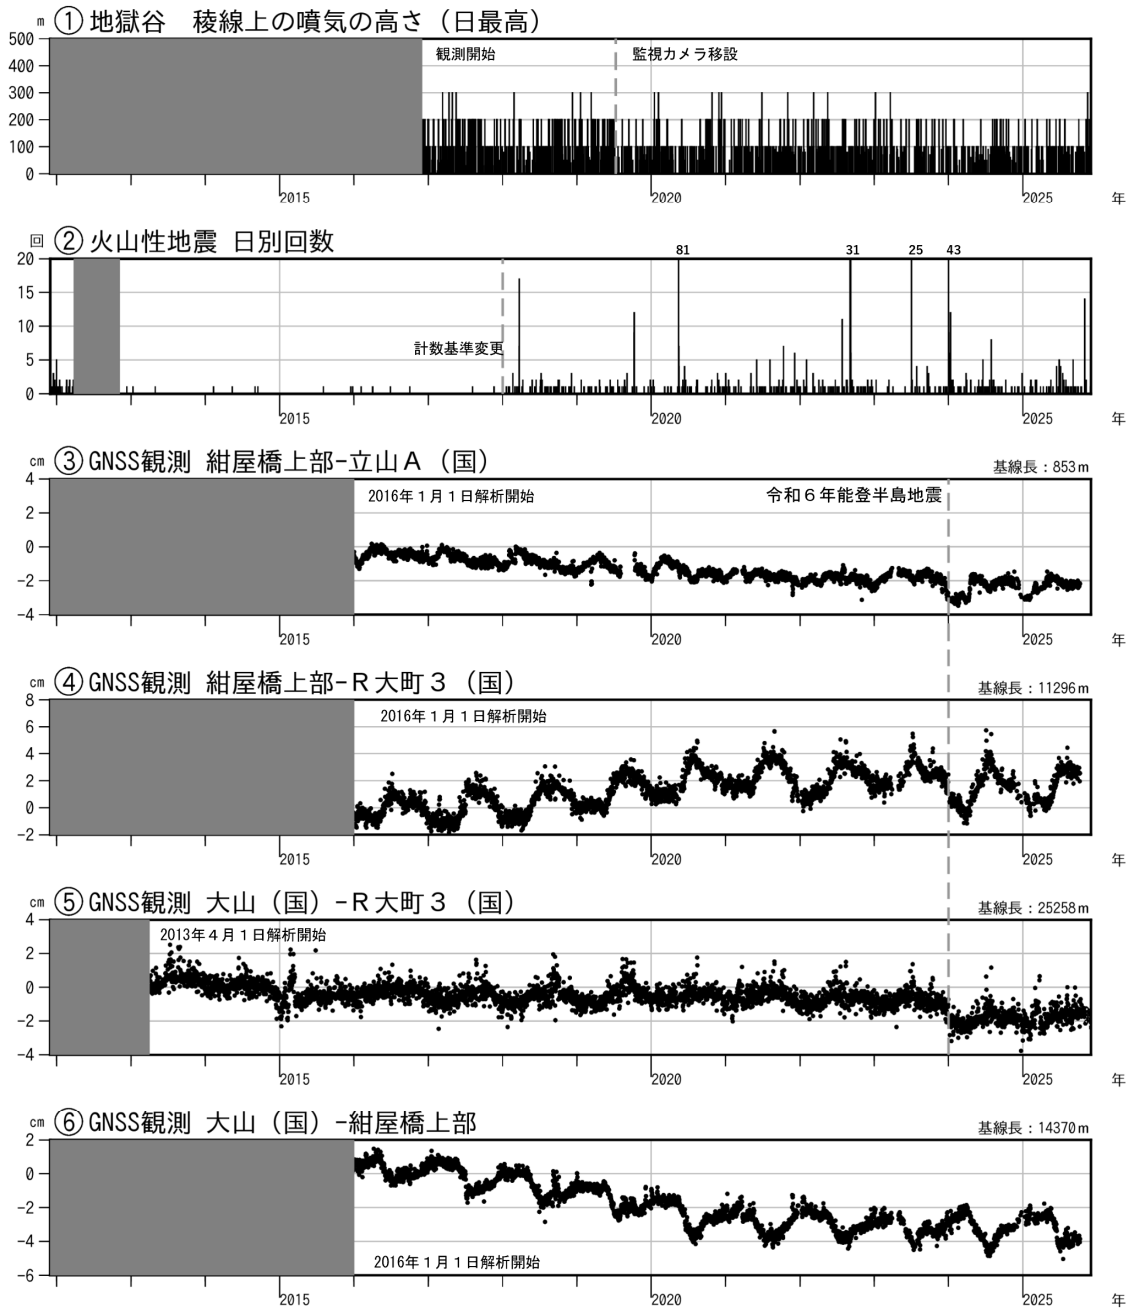 m ① 地獄谷　稜線上の噴気の高さ（日最高）
500
400
300
200
100
0
観測開始
監視カメラ移設
2015 2020 2025 年
回 ② 火山性地震 日別回数
20
15
10
5
0
81 31 25 43
計数基準変更
2015 2020 2025 年
cm ③ GNSS観測 紺屋橋上部-立山A（国）
基線長：853m
4
2
0
-2
-4
2016年1月1日解析開始
令和6年能登半島地震
2015 2020 2025 年
cm ④ GNSS観測 紺屋橋上部-R大町3（国）
基線長：11296m
8
6
4
2
0
-2
2016年1月1日解析開始
2015 2020 2025 年
cm ⑤ GNSS観測 大山（国）-R大町3（国）
基線長：25258m
4
2
0
-2
-4
2013年4月1日解析開始
2015 2020 2025 年
cm ⑥ GNSS観測 大山（国）-紺屋橋上部
基線長：14370m
2
0
-2
-4
-6
2016年1月1日解析開始
2015 2020 2025 年